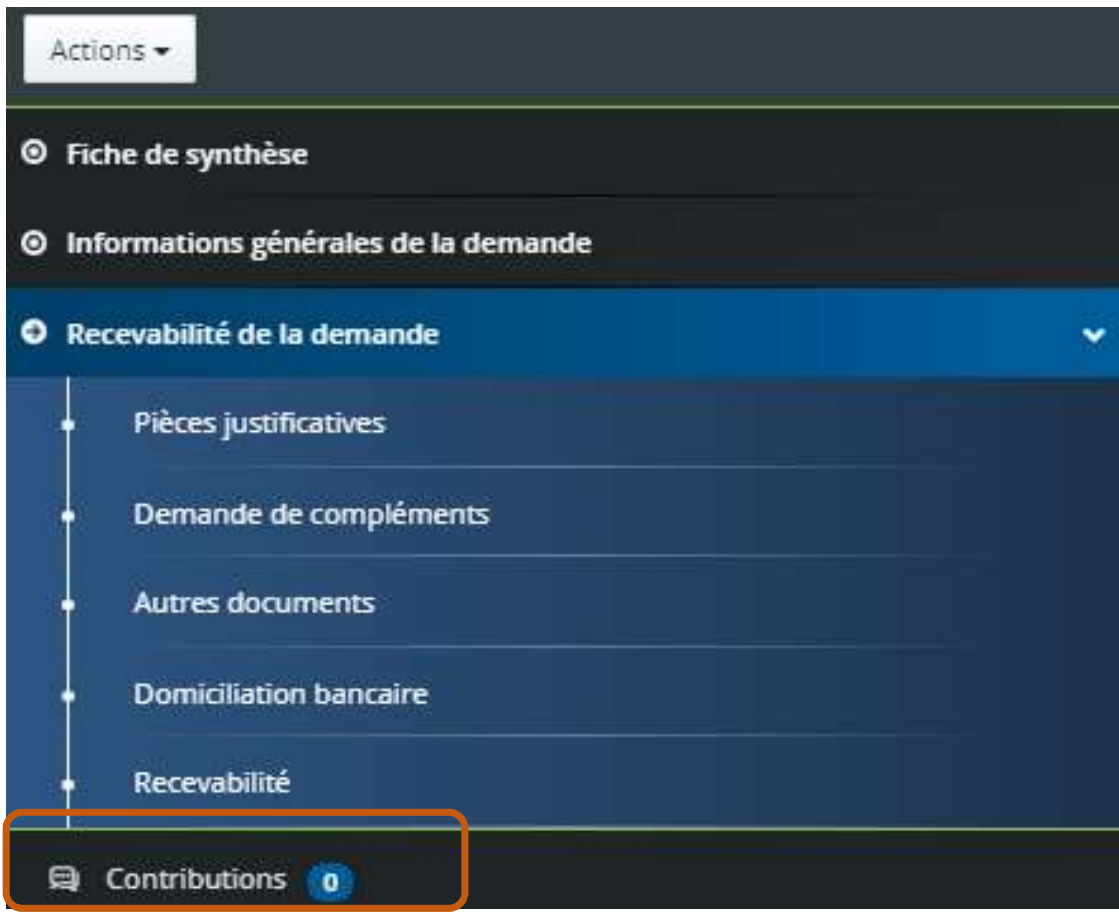 Actions
Fiche de synthèse
Informations générales de la demande
Recevabilité de la demande
Pièces justificatives
Demande de compléments
Autres documents
Domiciliation bancaire
Recevabilité
Contributions 0